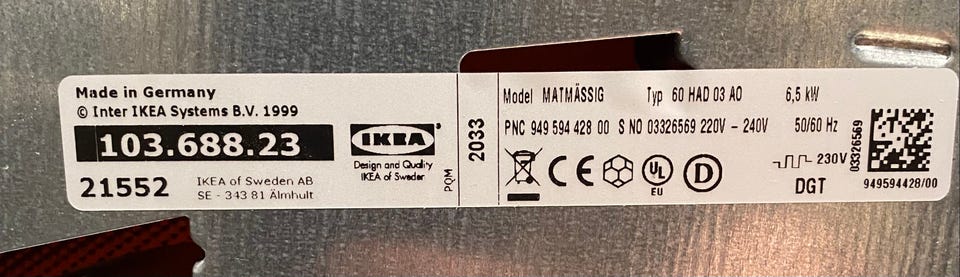 Made in Germany
© Inter IKEA Systems B.V. 1999
103.688.23
21552
IKEA of Sweden AB
SE - 343 81 Älmhult
IKEA
®
Design and Quality
IKEA of Sweden
PQM
2033
Model MATMÄSSIG Typ 60 HAD 03 AO 6,5 kW
PNC 949 594 428 00 S NO 03326569 220V - 240V 50/60 Hz
CE
UL
EU
D
230V
DGT
03326569
949594428/00